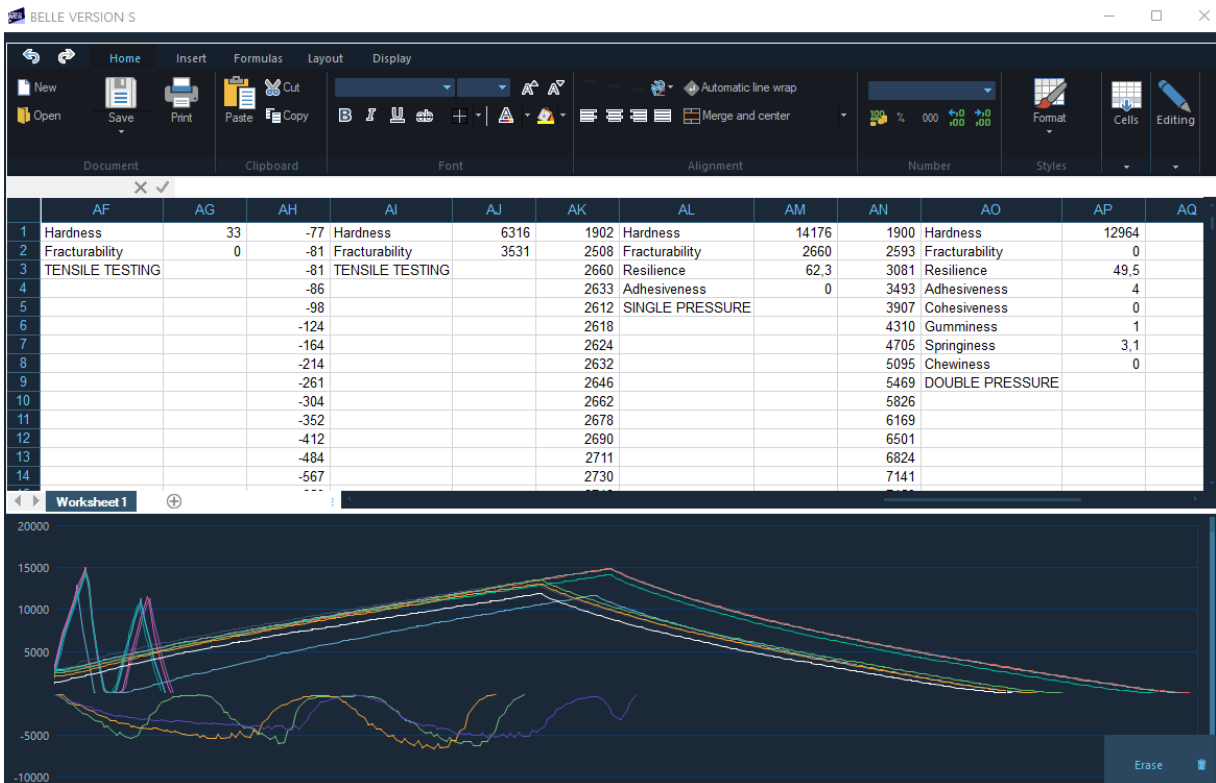 BELLE VERSION S
Home Insert Formulas Layout Display
New Open Save Print Paste Cut Copy
B I U ab A Automatic line wrap Merge and center
% 000 Format Cells Editing
Document Clipboard Font Alignment Number Styles
AF AG AH AI AJ AK AL AM AN AO AP AQ
1 Hardness 33 -77 Hardness 6316 1902 Hardness 14176 1900 Hardness 12964
2 Fracturability 0 -81 Fracturability 3531 2508 Fracturability 2660 2593 Fracturability 0
3 TENSILE TESTING -81 TENSILE TESTING 2660 Resilience 62,3 3081 Resilience 49,5
4 -86 2633 Adhesiveness 0 3493 Adhesiveness 4
5 -98 2612 SINGLE PRESSURE 3907 Cohesiveness 0
6 -124 2618 4310 Gumminess 1
7 -164 2624 4705 Springiness 3,1
8 -214 2632 5095 Chewiness 0
9 -261 2646 5469 DOUBLE PRESSURE
10 -304 2662 5826
11 -352 2678 6169
12 -412 2690 6501
13 -484 2711 6824
14 -567 2730 7141
Worksheet1
20000
15000
10000
5000
-5000
-10000
Erase